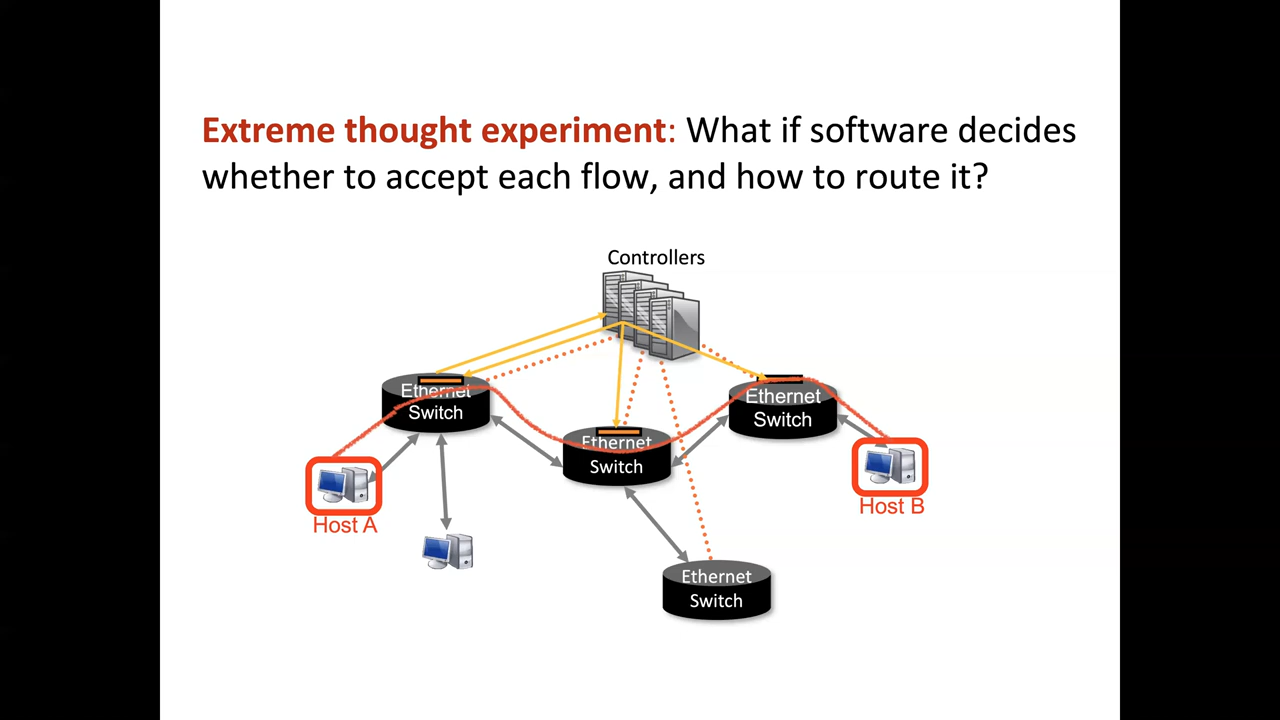 Extreme thought experiment: What if software decides
whether to accept each flow, and how to route it?
Controllers
Ethernet
Switch
Ethernet
Switch
Ethernet
Switch
Host A
Host B
Ethernet
Switch